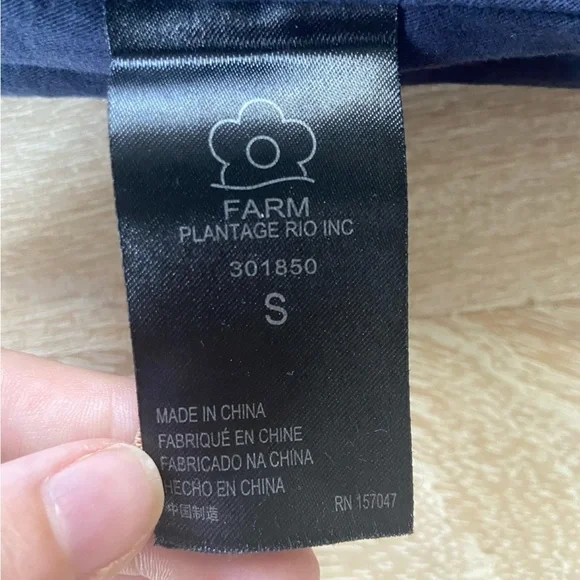 FARM
PLANTAGE RIO INC
301850
S
MADE IN CHINA
FABRIQUÉ EN CHINE
FABRICADO NA CHINA
HECHO EN CHINA
中国制造
RN 157047